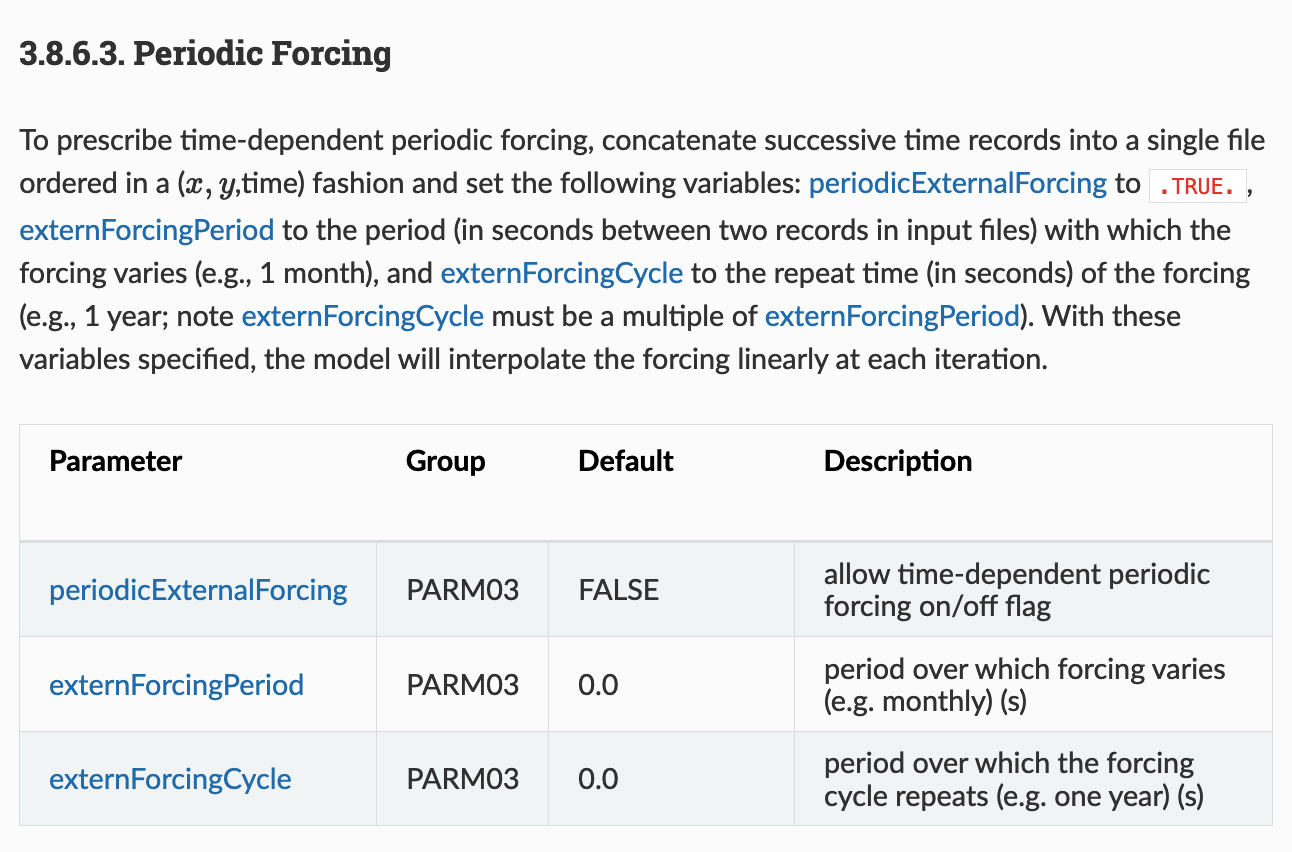 3.8.6.3. Periodic Forcing
To prescribe time-dependent periodic forcing, concatenate successive time records into a single file
ordered in a (x, y,time) fashion and set the following variables: periodicExternalForcing to .TRUE. ,
externForcingPeriod to the period (in seconds between two records in input files) with which the
forcing varies (e.g., 1 month), and externForcingCycle to the repeat time (in seconds) of the forcing
(e.g., 1 year; note externForcingCycle must be a multiple of externForcingPeriod). With these
variables specified, the model will interpolate the forcing linearly at each iteration.
Parameter Group Default Description
periodicExternalForcing PARM03 FALSE allow time-dependent periodic
forcing on/off flag
externForcingPeriod PARM03 0.0 period over which forcing varies
(e.g. monthly) (s)
externForcingCycle PARM03 0.0 period over which the forcing
cycle repeats (e.g. one year) (s)